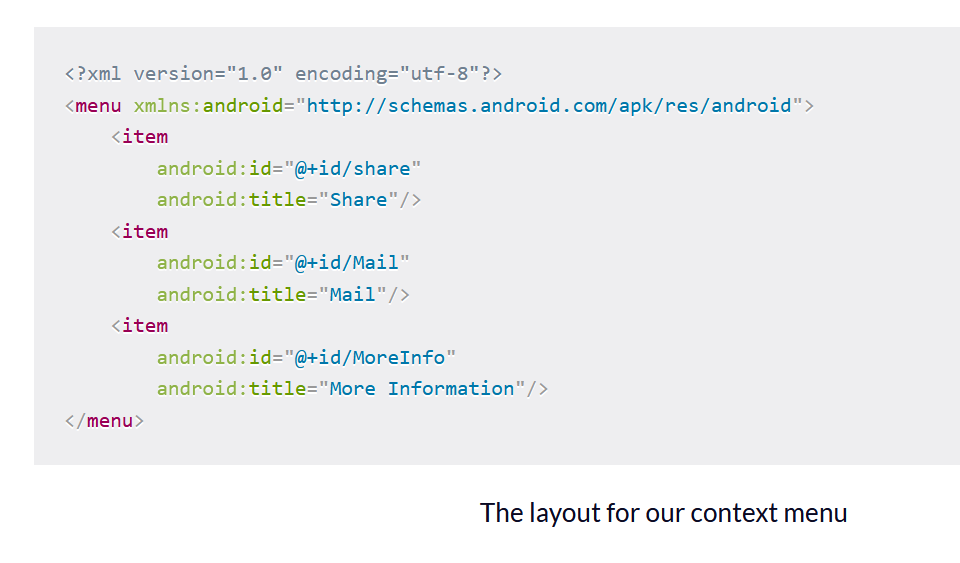 <?xml version="1.0" encoding="utf-8"?>
<menu xmlns:android="http://schemas.android.com/apk/res/android">
    <item
        android:id="@+id/share"
        android:title="Share"/>
    <item
        android:id="@+id/Mail"
        android:title="Mail"/>
    <item
        android:id="@+id/MoreInfo"
        android:title="More Information"/>
</menu>
The layout for our context menu